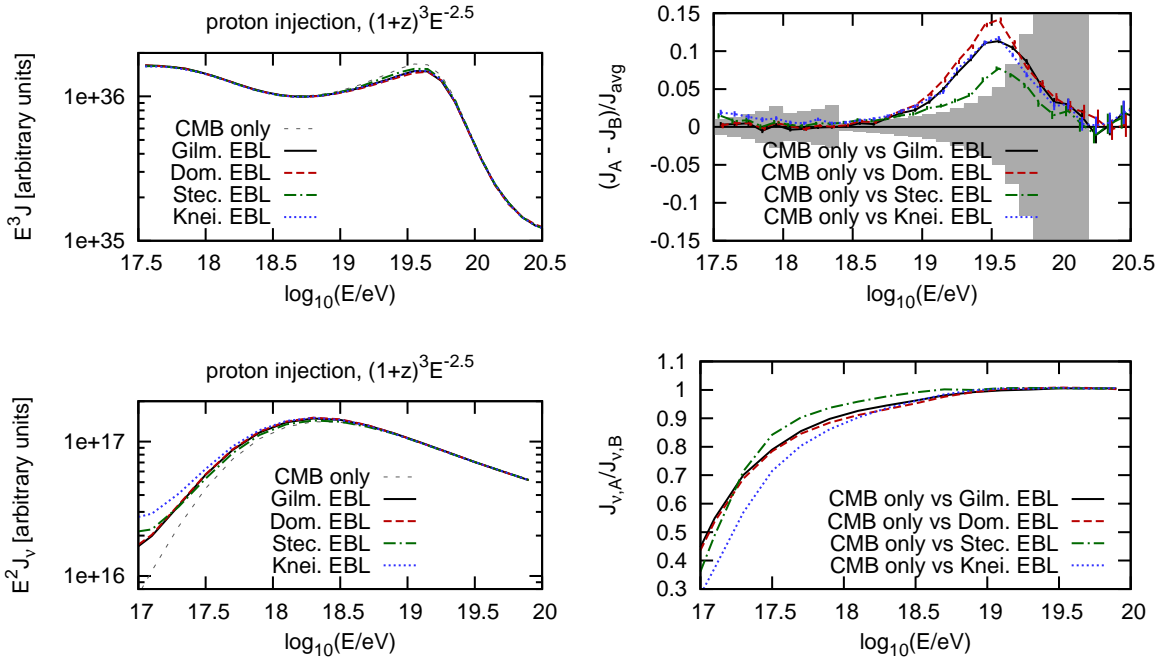 proton injection, (1+z)^3E^-2.5
E^3J [arbitrary units]
1e+36
1e+35
CMB only
Gilm. EBL
Dom. EBL
Stec. EBL
Knei. EBL
17.5 18 18.5 19 19.5 20 20.5
log10(E/eV)
(J_A - J_B)/J_avg
0.15
0.1
0.05
0
-0.05
-0.1
-0.15
CMB only vs Gilm. EBL
CMB only vs Dom. EBL
CMB only vs Stec. EBL
CMB only vs Knei. EBL
17.5 18 18.5 19 19.5 20 20.5
log10(E/eV)
proton injection, (1+z)^3E^-2.5
E^2J_ν [arbitrary units]
1e+17
1e+16
CMB only
Gilm. EBL
Dom. EBL
Stec. EBL
Knei. EBL
17 17.5 18 18.5 19 19.5 20
log10(E/eV)
J_ν,A/J_ν,B
1.1
1
0.9
0.8
0.7
0.6
0.5
0.4
0.3
CMB only vs Gilm. EBL
CMB only vs Dom. EBL
CMB only vs Stec. EBL
CMB only vs Knei. EBL
17 17.5 18 18.5 19 19.5 20
log10(E/eV)